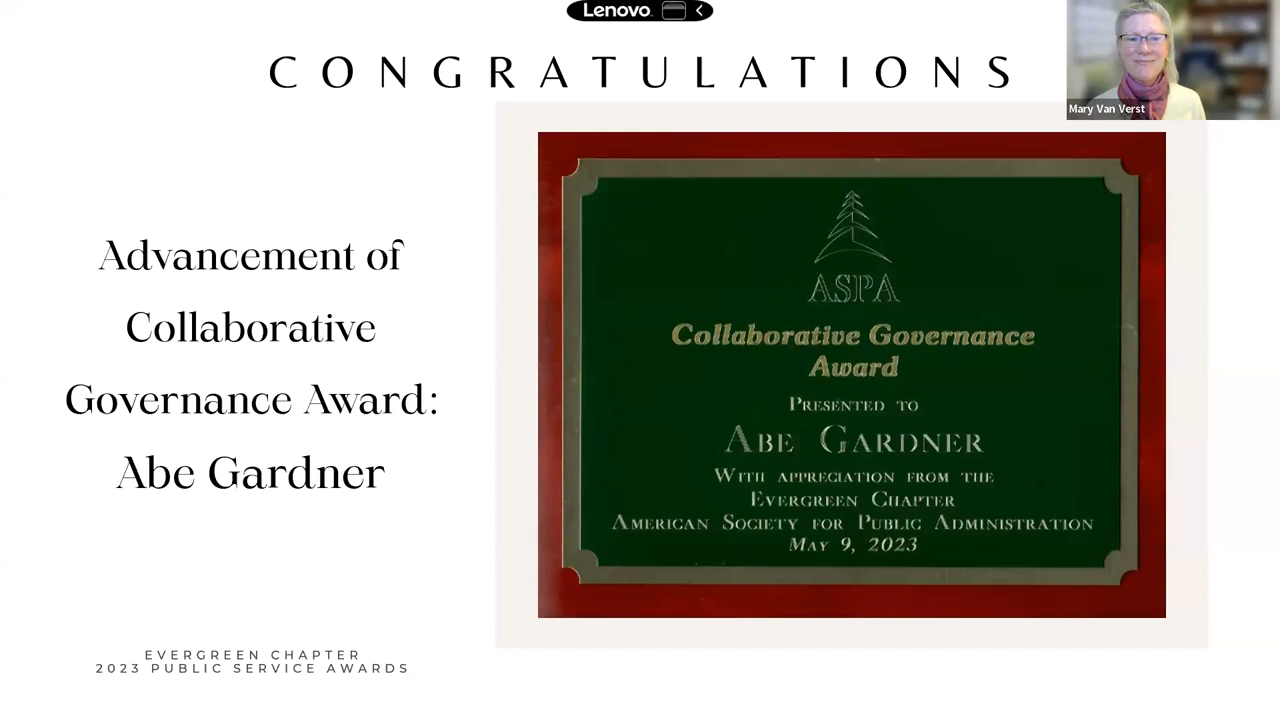 Lenovo
CONGRATULATIONS
Mary Van Verst
Advancement of
Collaborative
Governance Award:
Abe Gardner
ASPA
Collaborative Governance
Award
PRESENTED TO
ABE GARDNER
WITH APPRECIATION FROM THE
EVERGREEN CHAPTER
AMERICAN SOCIETY FOR PUBLIC ADMINISTRATION
MAY 9, 2023
EVERGREEN CHAPTER
2023 PUBLIC SERVICE AWARDS